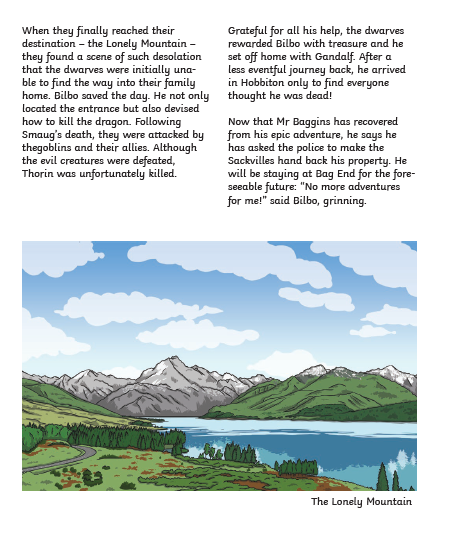 When they finally reached their
destination – the Lonely Mountain –
they found a scene of such desolation
that the dwarves were initially una-
ble to find the way into their family
home. Bilbo saved the day. He not only
located the entrance but also devised
how to kill the dragon. Following
Smaug's death, they were attacked by
thegoblins and their allies. Although
the evil creatures were defeated,
Thorin was unfortunately killed.
Grateful for all his help, the dwarves
rewarded Bilbo with treasure and he
set off home with Gandalf. After a
less eventful journey back, he arrived
in Hobbiton only to find everyone
thought he was dead!
Now that Mr Baggins has recovered
from his epic adventure, he says he
has asked the police to make the
Sackvilles hand back his property. He
will be staying at Bag End for the fore-
seeable future: "No more adventures
for me!" said Bilbo, grinning.
The Lonely Mountain